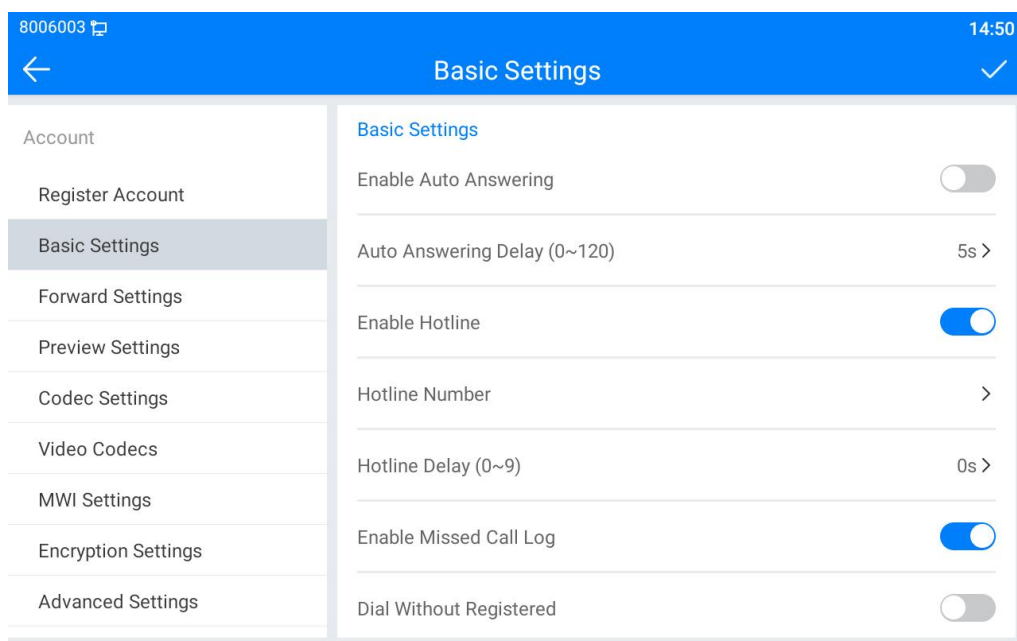 8006003
14:50
Basic Settings
Account
Register Account
Basic Settings
Forward Settings
Preview Settings
Codec Settings
Video Codecs
MWI Settings
Encryption Settings
Advanced Settings
Basic Settings
Enable Auto Answering
Auto Answering Delay (0~120) 5s
Enable Hotline
Hotline Number
Hotline Delay (0~9) 0s
Enable Missed Call Log
Dial Without Registered